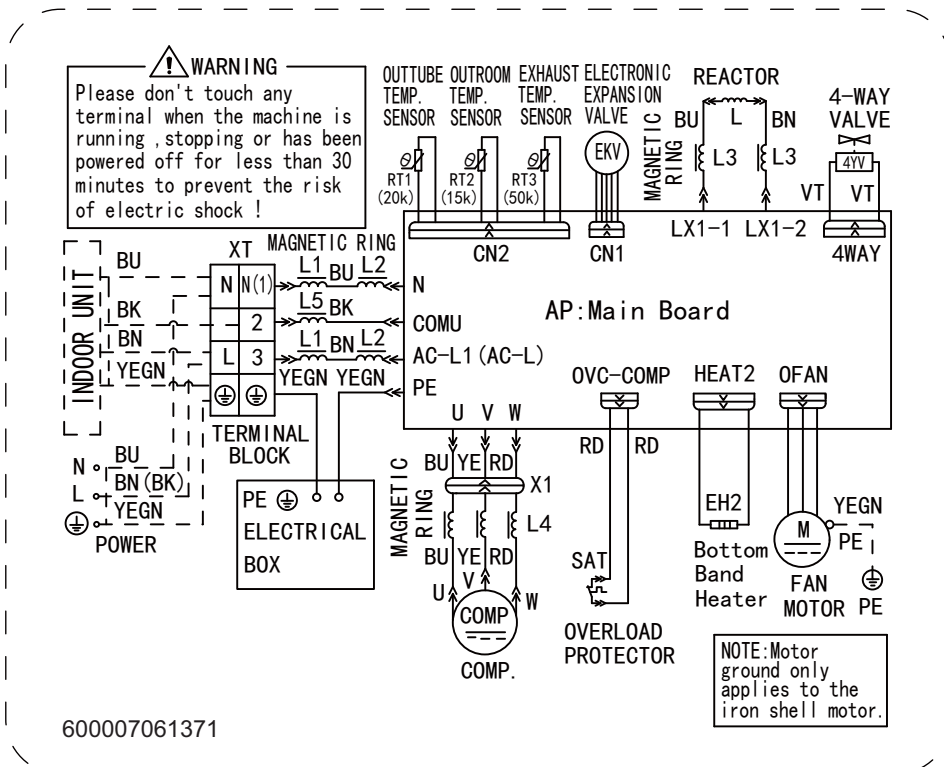 WARNING
Please don't touch any
terminal when the machine is
running ,stopping or has been
powered off for less than 30
minutes to prevent the risk
of electric shock !
OUTTUBE OUTROOM EXHAUST ELECTRONIC
TEMP. TEMP. TEMP. EXPANSION
SENSOR SENSOR SENSOR VALVE
RT1 RT2 RT3
(20k) (15k) (50k)
EKV
CN2 CN1
REACTOR
MAGNETIC
RING
BU L BN
L3 L3
LX1-1 LX1-2
4-WAY
VALVE
4YV
VT VT
4WAY
INDOOR UNIT
BU
BK
BN
YEGN
XT
N N(1)
2
L 3
TERMINAL
BLOCK
MAGNETIC RING
L1 BU L2
L5 BK
L1 BN L2
YEGN YEGN
N
COMU
AC-L1(AC-L)
PE
AP:Main Board
U V W
OVC-COMP HEAT2 OFAN
N BU
L BN(BK)
YEGN
POWER
PE
ELECTRICAL
BOX
MAGNETIC
RING
BU YE RD
X1
L4
BU YE RD
U V W
COMP
COMP.
RD RD
SAT
OVERLOAD
PROTECTOR
EH2
Bottom
Band
Heater
M
YEGN
PE
FAN
MOTOR PE
NOTE:Motor
ground only
applies to the
iron shell motor.
600007061371